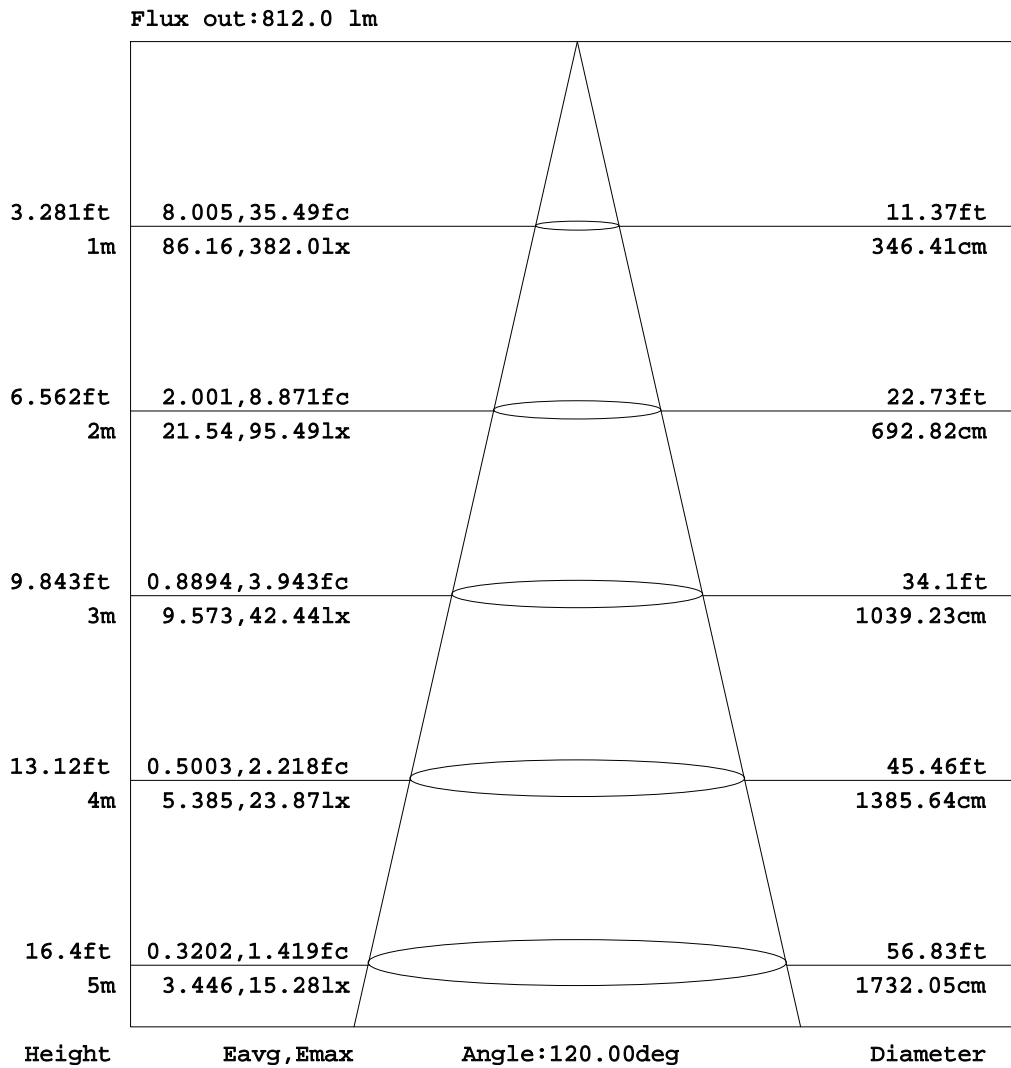 Flux out:812.0 lm
3.281ft 8.005,35.49fc 11.37ft
1m 86.16,382.0lx 346.41cm
6.562ft 2.001,8.871fc 22.73ft
2m 21.54,95.49lx 692.82cm
9.843ft 0.8894,3.943fc 34.1ft
3m 9.573,42.44lx 1039.23cm
13.12ft 0.5003,2.218fc 45.46ft
4m 5.385,23.87lx 1385.64cm
16.4ft 0.3202,1.419fc 56.83ft
5m 3.446,15.28lx 1732.05cm
Height Eavg,Emax Angle:120.00deg Diameter